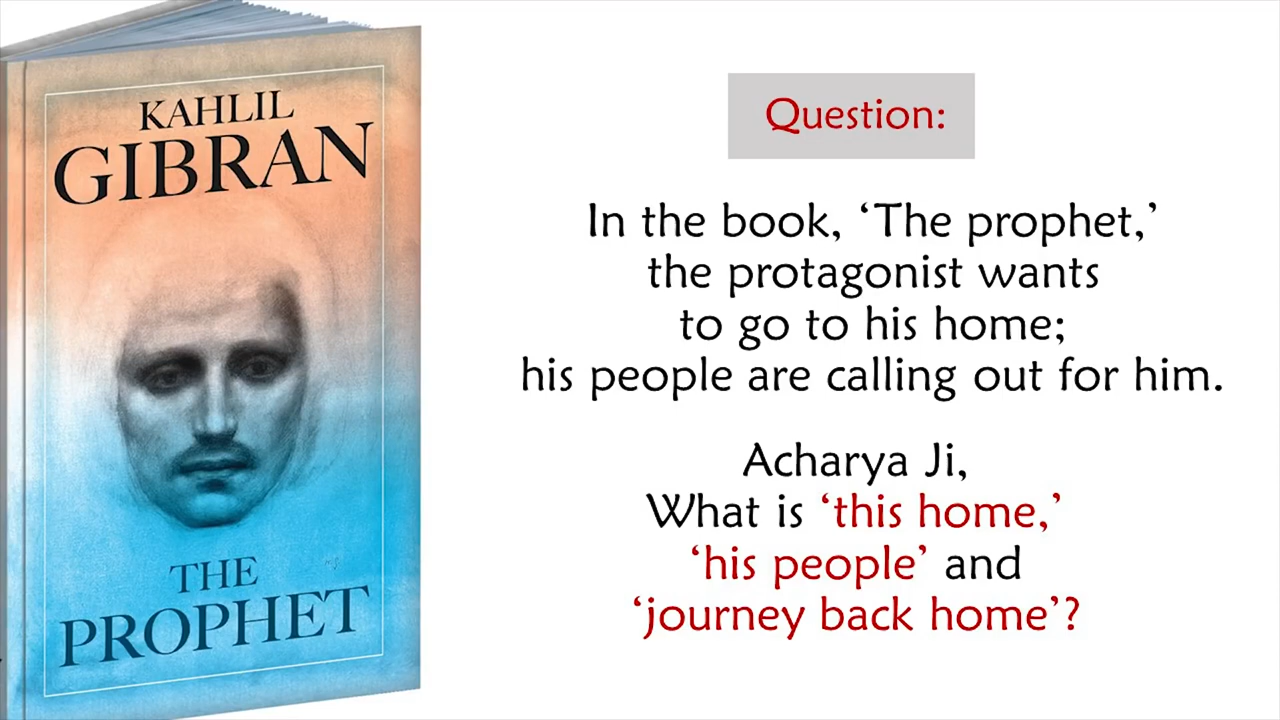 KAHLIL
GIBRAN
THE
PROPHET
Question:
In the book, ‘The prophet,’
the protagonist wants
to go to his home;
his people are calling out for him.
Acharya Ji,
What is ‘this home,’
‘his people’ and
‘journey back home’?